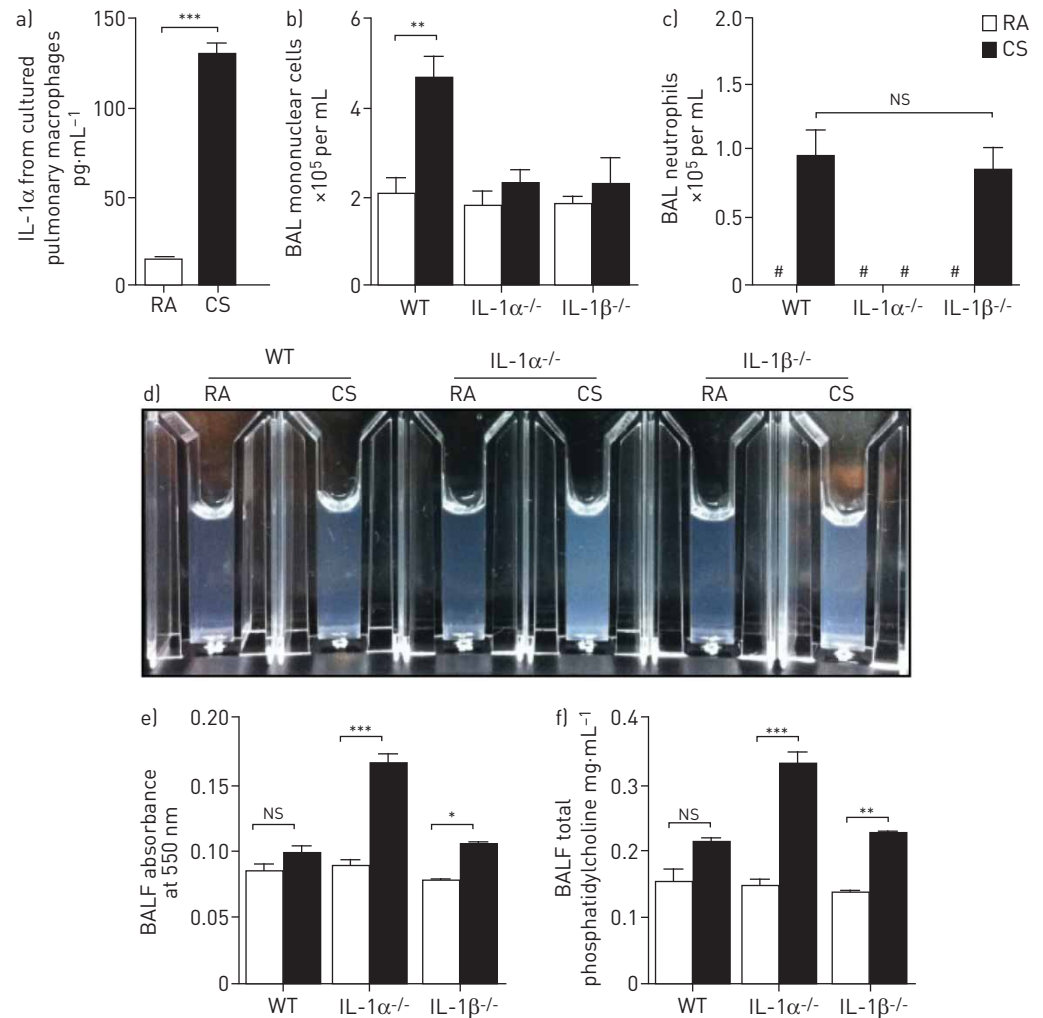 a)
IL-1α from cultured
pulmonary macrophages
pg·mL⁻¹
150
100
50
0
***
RA
CS
b)
BAL mononuclear cells
×10⁵ per mL
6
4
2
0
**
WT
IL-1α⁻/⁻
IL-1β⁻/⁻
c)
BAL neutrophils
×10⁵ per mL
2.0
1.5
1.0
0.5
0
RA
CS
NS
# # # #
WT
IL-1α⁻/⁻
IL-1β⁻/⁻
d)
WT
IL-1α⁻/⁻
IL-1β⁻/⁻
RA CS RA CS RA CS
e)
BALF absorbance
at 550 nm
0.20
0.15
0.10
0.05
0
NS
***
*
WT
IL-1α⁻/⁻
IL-1β⁻/⁻
f)
BALF total
phosphatidylcholine mg·mL⁻¹
0.4
0.3
0.2
0.1
0
NS
***
**
WT
IL-1α⁻/⁻
IL-1β⁻/⁻